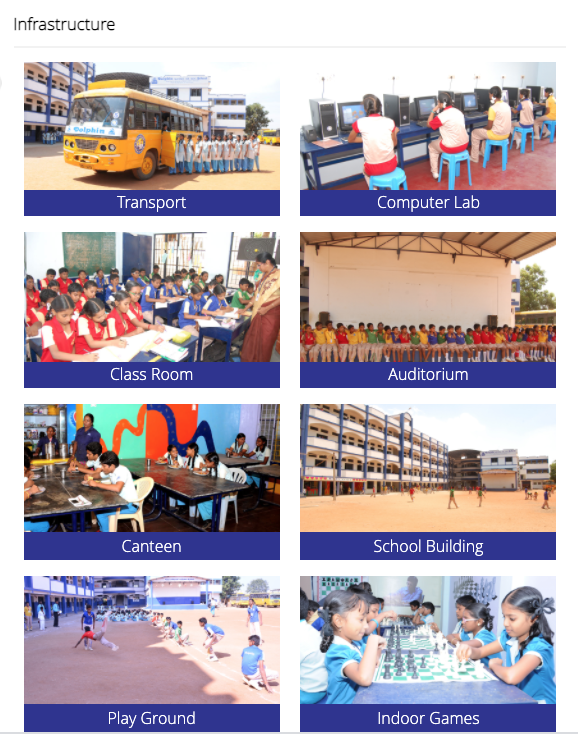 Infrastructure
Dolphin
Transport
Computer Lab
Class Room
Auditorium
Canteen
School Building
Play Ground
Indoor Games